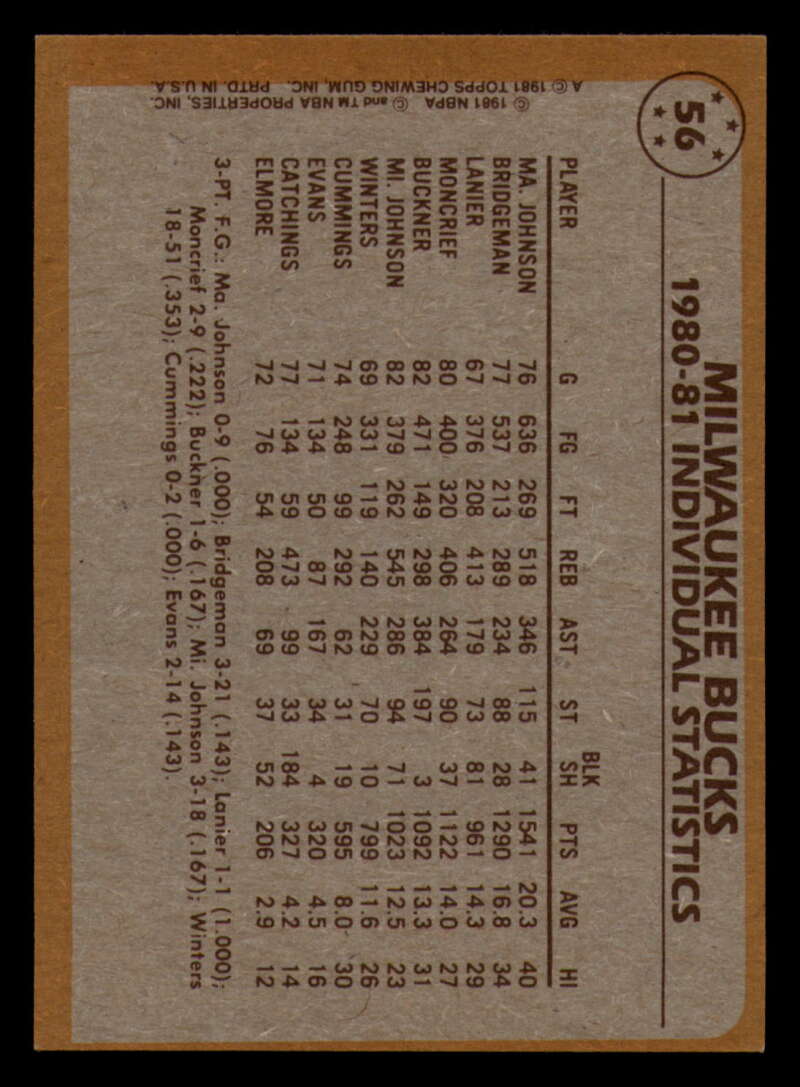 56
MILWAUKEE BUCKS
1980-81 INDIVIDUAL STATISTICS
BLK
PLAYER G FG FT REB AST ST SH PTS AVG HI
MA. JOHNSON 76 636 269 518 346 115 41 1541 20.3 40
BRIDGEMAN 77 537 213 289 234 88 28 1290 16.8 34
LANIER 67 376 208 413 179 73 81 961 14.3 29
MONCRIEF 80 400 320 406 264 90 37 1122 14.0 27
BUCKNER 82 471 149 298 384 197 3 1092 13.3 31
MI. JOHNSON 82 379 262 545 286 94 71 1023 12.5 23
WINTERS 69 331 119 140 229 70 10 799 11.6 26
CUMMINGS 74 248 99 292 62 31 19 595 8.0 30
EVANS 71 134 50 87 167 34 4 320 4.5 16
CATCHINGS 77 134 59 473 99 33 184 327 4.2 14
ELMORE 72 76 54 208 69 37 52 206 2.9 12
3-PT. F.G.: Ma. Johnson 0-9 (.000); Bridgeman 3-21 (.143); Lanier 1-1 (1.000);
Moncrief 2-9 (.222); Buckner 1-6 (.167); Mi. Johnson 3-18 (.167); Winters
18-51 (.353); Cummings 0-2 (.000); Evans 2-14 (.143).
© 1981 NBPA © and TM NBA PROPERTIES, INC.
A © 1981 TOPPS CHEWING GUM, INC. PRTD. IN U.S.A.